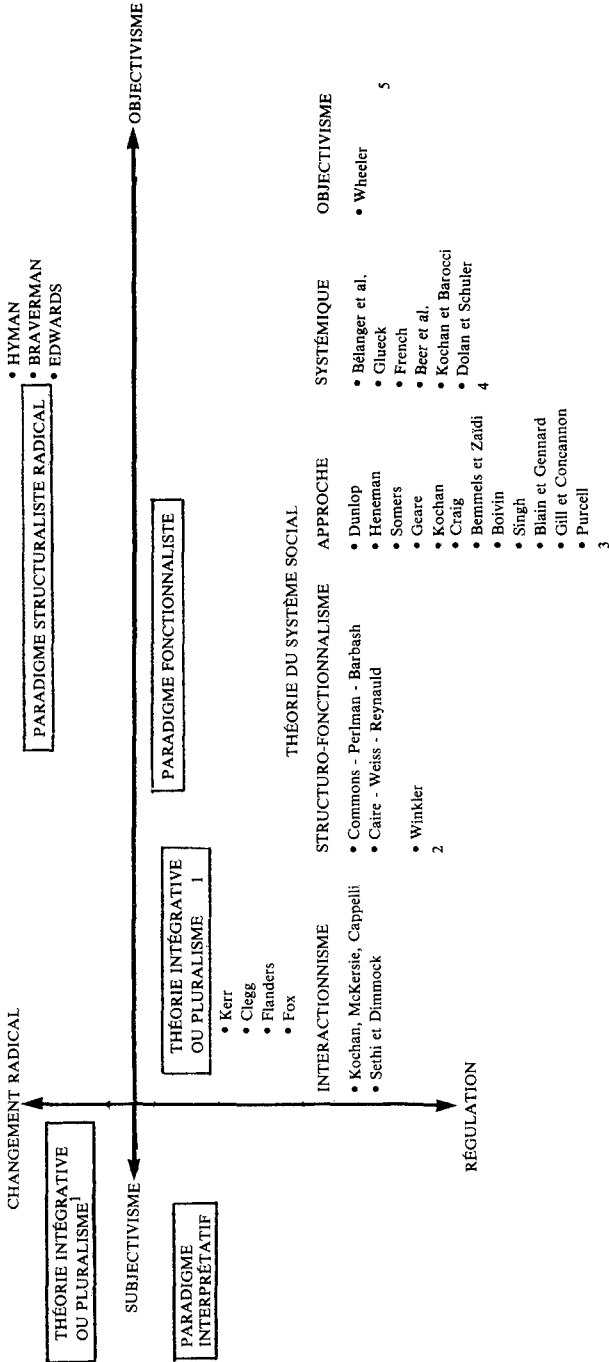 CHANGEMENT RADICAL
THÉORIE INTÉGRATIVE
OU PLURALISME¹
SUBJECTIVISME
PARADIGME
INTERPRÉTATIF
RÉGULATION
• HYMAN
• BRAVERMAN
• EDWARDS
PARADIGME STRUCTURALISTE RADICAL
OBJECTIVISME
PARADIGME FONCTIONNALISTE
THÉORIE INTÉGRATIVE
OU PLURALISME 1
• Kerr
• Clegg
• Flanders
• Fox
THÉORIE DU SYSTÈME SOCIAL
INTERACTIONNISME
• Kochan, McKersie, Cappelli
• Sethi et Dimmock
STRUCTURO-FONCTIONNALISME
• Commons - Perlman - Barbash
• Caire - Weiss - Reynauld
• Winkler
2
APPROCHE
• Dunlop
• Heneman
• Somers
• Geare
• Kochan
• Craig
• Bemmels et Zaïdi
• Boivin
• Singh
• Blain et Gennard
• Gill et Concannon
• Purcell
3
SYSTÉMIQUE
• Bélanger et al.
• Glueck
• French
• Beer et al.
• Kochan et Barocci
• Dolan et Schuler
4
OBJECTIVISME
• Wheeler
5